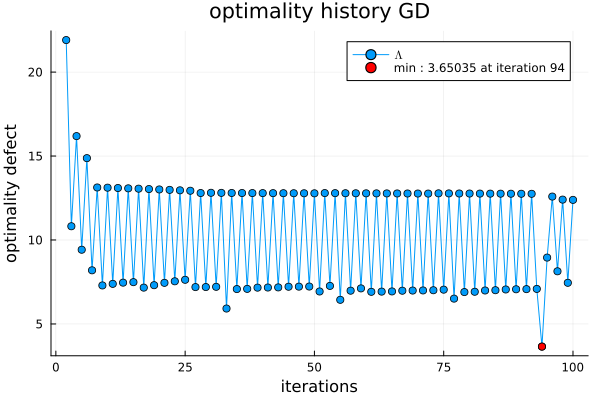 optimality history GD
Λ
min : 3.65035 at iteration 94
optimality defect
20
15
10
5
0 25 50 75 100
iterations